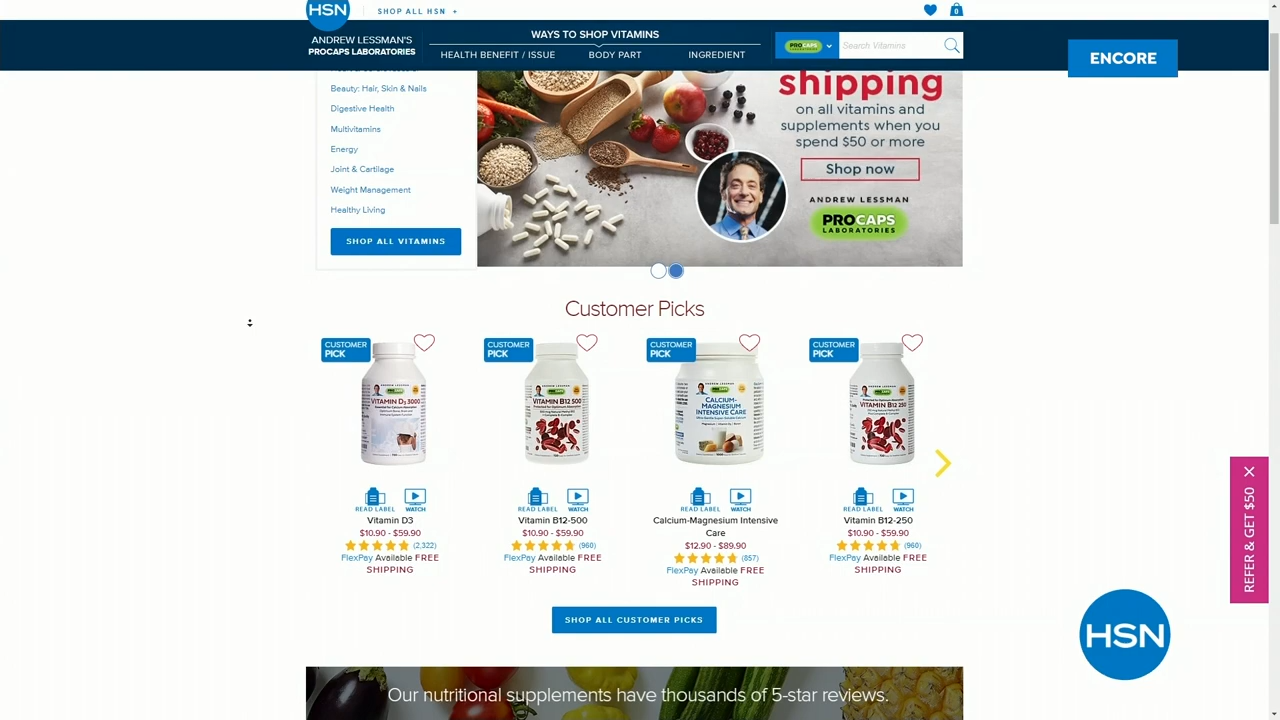 HSN
SHOP ALL HSN +
0
ANDREW LESSMAN'S
PROCAPS LABORATORIES
WAYS TO SHOP VITAMINS
HEALTH BENEFIT / ISSUE
BODY PART
INGREDIENT
PROCAPS
Search Vitamins
ENCORE
Beauty: Hair, Skin & Nails
Digestive Health
Multivitamins
Energy
Joint & Cartilage
Weight Management
Healthy Living
SHOP ALL VITAMINS
shipping
on all vitamins and
supplements when you
spend $50 or more
Shop now
ANDREW LESSMAN
PROCAPS
LABORATORIES
Customer Picks
CUSTOMER
PICK
VITAMIN D3 3000
READ LABEL
WATCH
Vitamin D3
$10.90 - $59.90
(2,322)
FlexPay Available FREE
SHIPPING
CUSTOMER
PICK
VITAMIN B12 500
READ LABEL
WATCH
Vitamin B12-500
$10.90 - $59.90
(960)
FlexPay Available FREE
SHIPPING
CUSTOMER
PICK
CALCIUM-
MAGNESIUM
INTENSIVE CARE
READ LABEL
WATCH
Calcium-Magnesium Intensive
Care
$12.90 - $89.90
(857)
FlexPay Available FREE
SHIPPING
CUSTOMER
PICK
VITAMIN B12 250
READ LABEL
WATCH
Vitamin B12-250
$10.90 - $59.90
(960)
FlexPay Available FREE
SHIPPING
SHOP ALL CUSTOMER PICKS
REFER & GET $50
HSN
Our nutritional supplements have thousands of 5-star reviews.